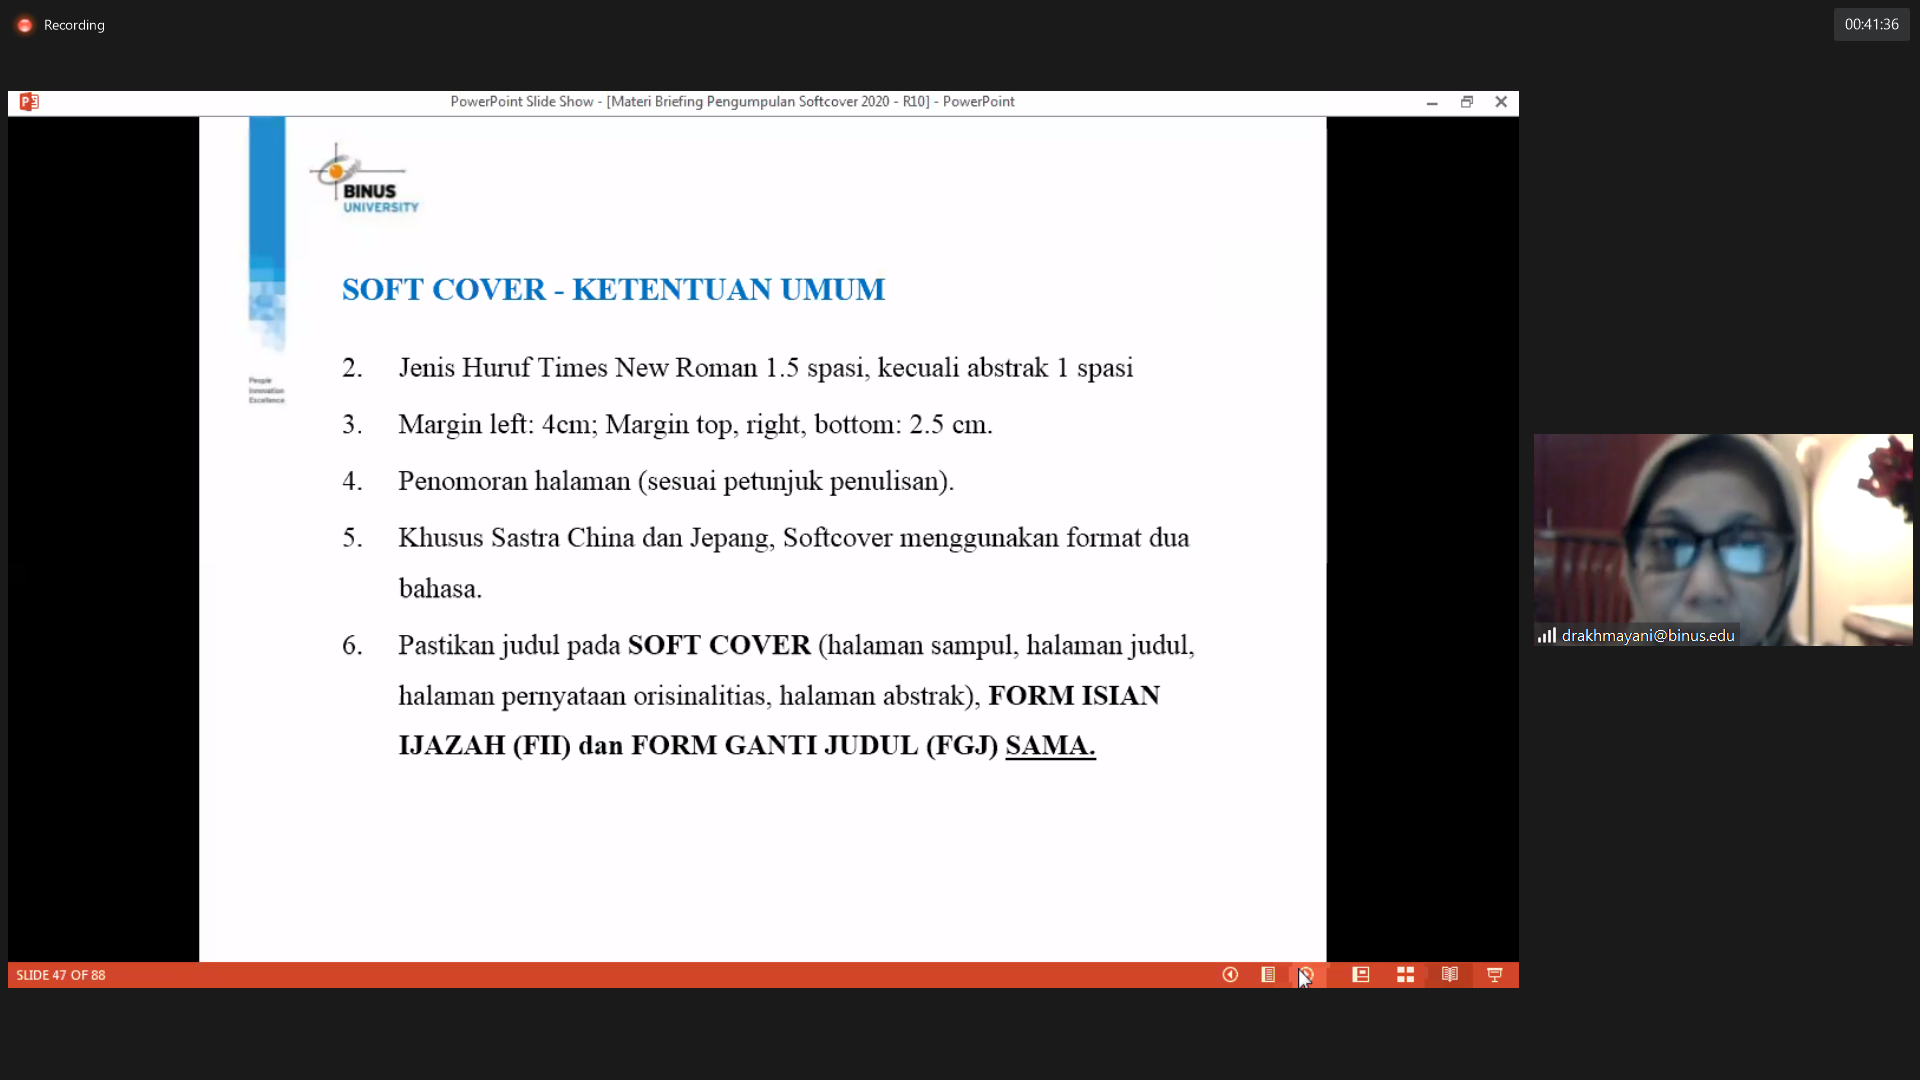 Recording
00:41:36
PowerPoint Slide Show - [Materi Briefing Pengumpulan Softcover 2020 - R10] - PowerPoint
BINUS
UNIVERSITY
SOFT COVER - KETENTUAN UMUM
2. Jenis Huruf Times New Roman 1.5 spasi, kecuali abstrak 1 spasi
3. Margin left: 4cm; Margin top, right, bottom: 2.5 cm.
People
Innovation
Excellence
4. Penomoran halaman (sesuai petunjuk penulisan).
5. Khusus Sastra China dan Jepang, Softcover menggunakan format dua
bahasa.
6. Pastikan judul pada SOFT COVER (halaman sampul, halaman judul,
halaman pernyataan orisinalitias, halaman abstrak), FORM ISIAN
IJAZAH (FII) dan FORM GANTI JUDUL (FGJ) SAMA.
drakhmayani@binus.edu
SLIDE 47 OF 88